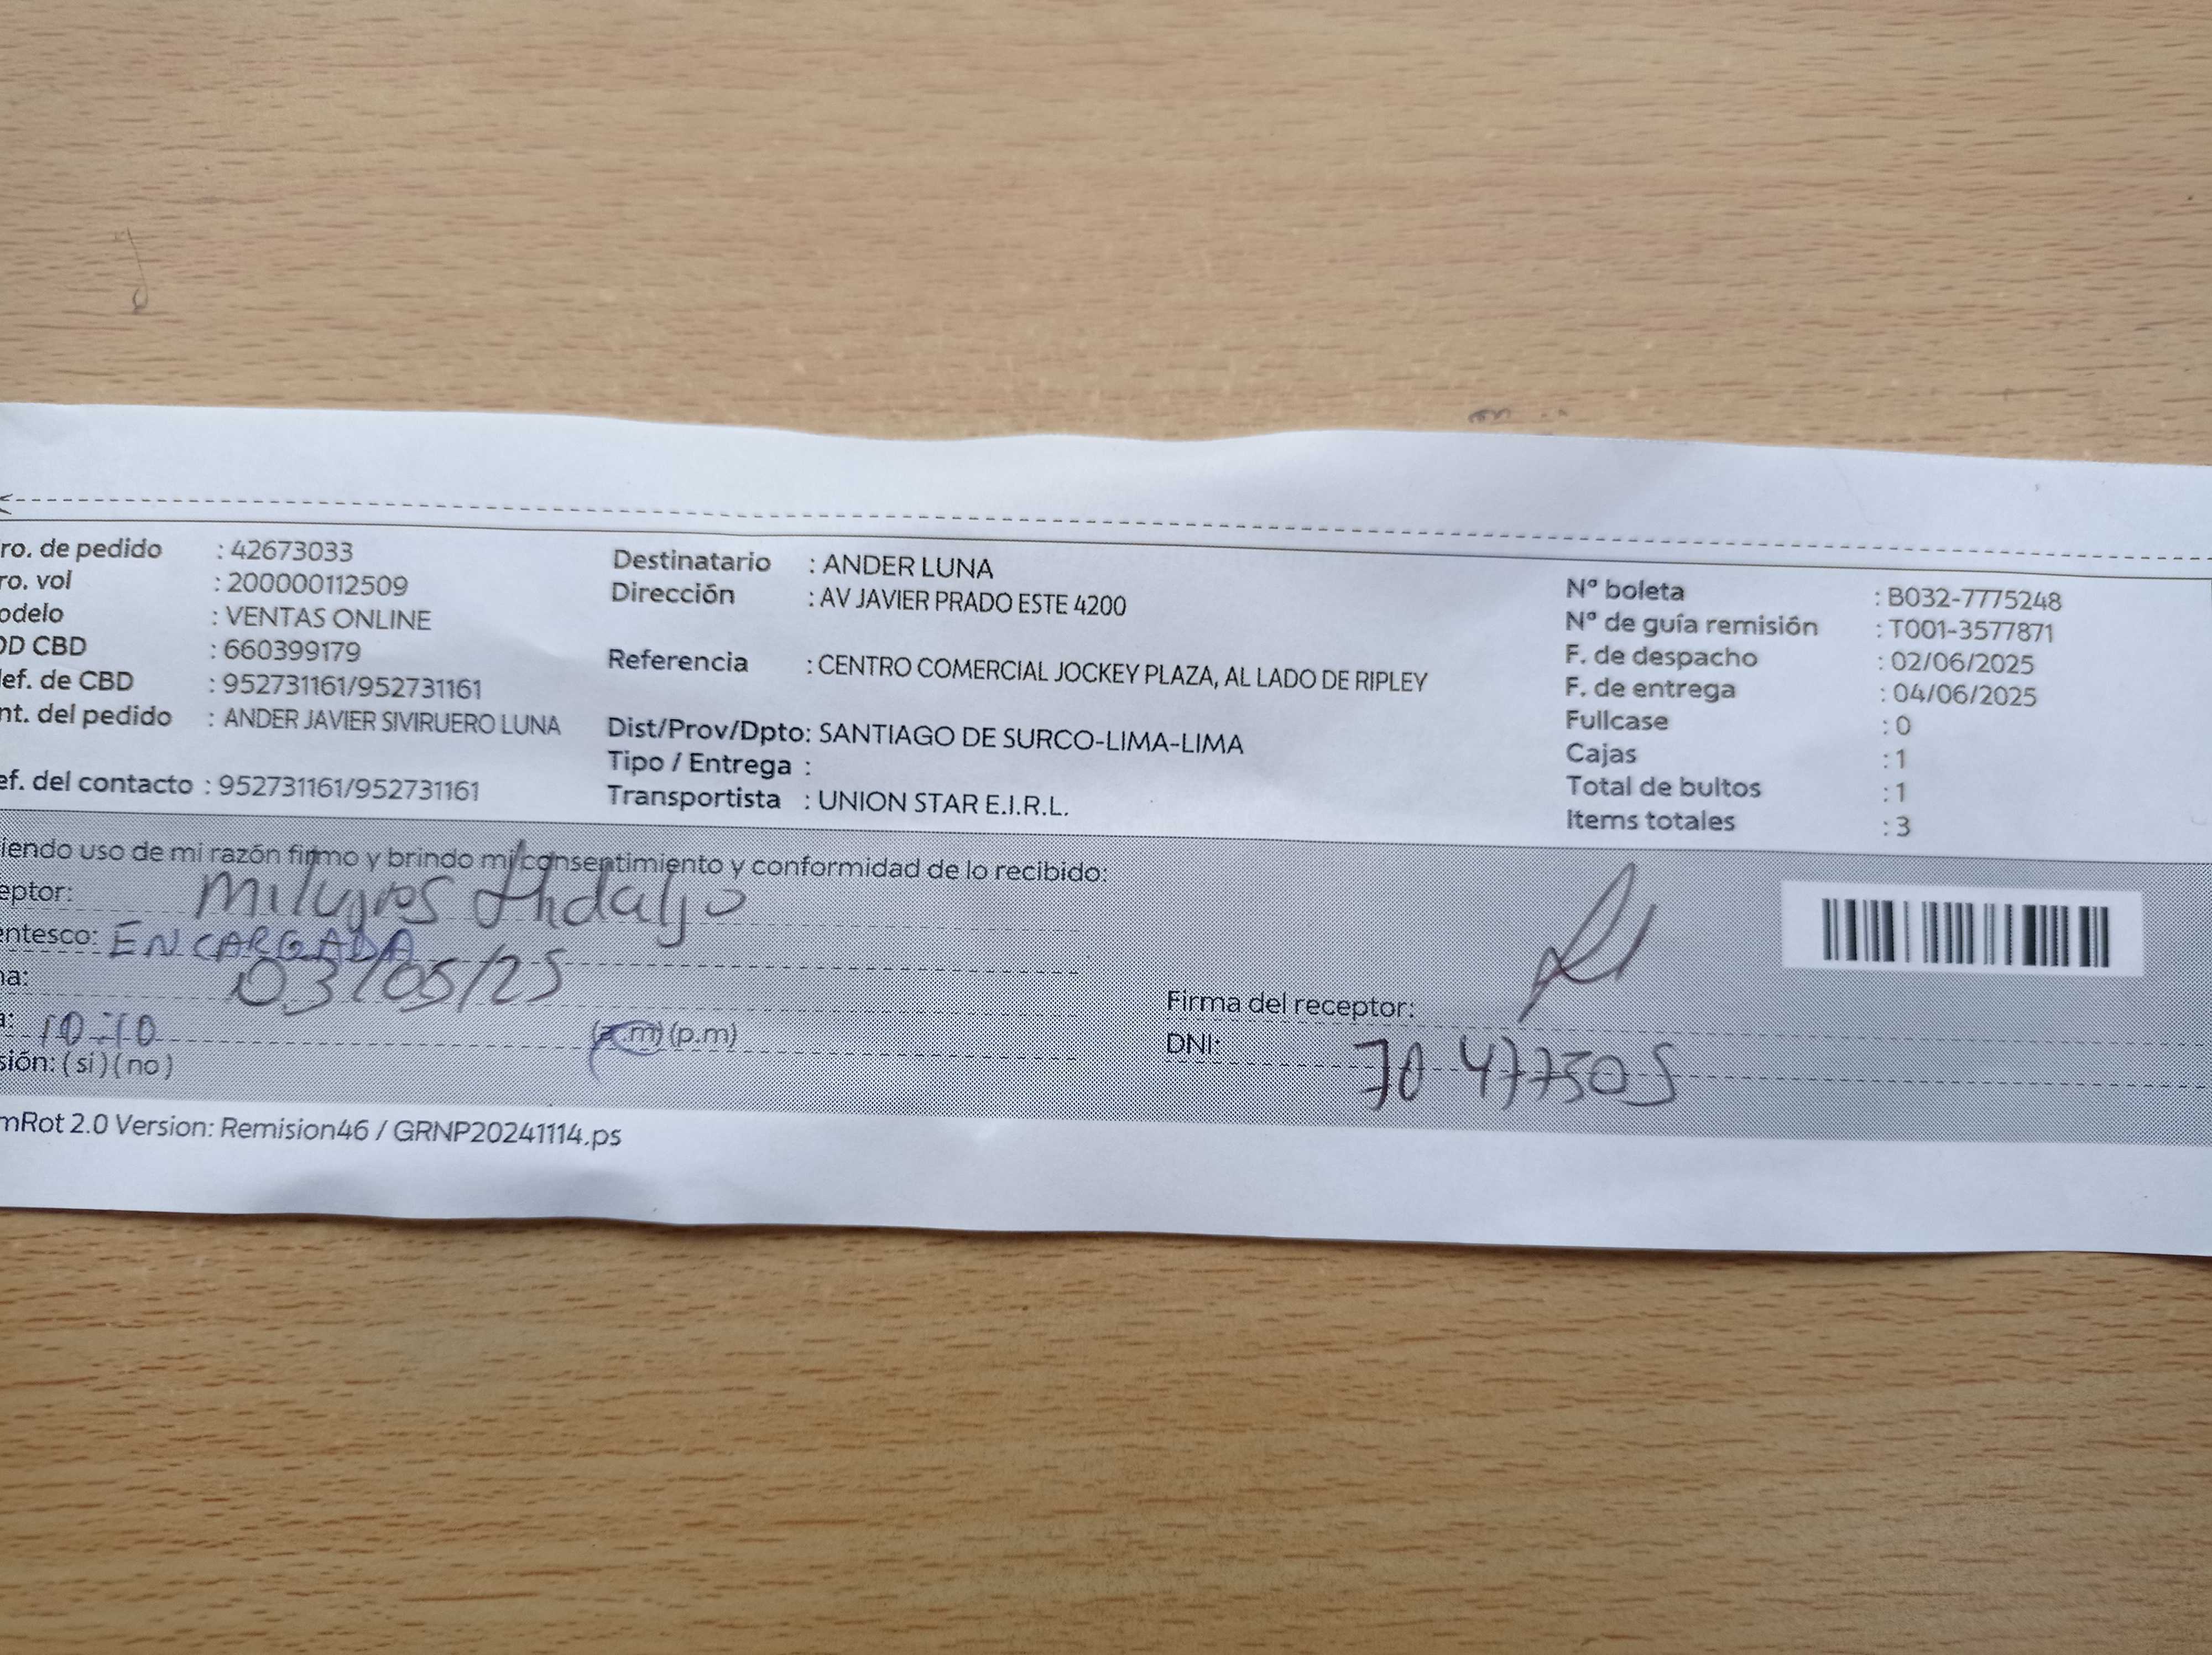 ro. de pedido : 42673033
ro. vol : 200000112509
odelo : VENTAS ONLINE
OD CBD : 660399179
lef. de CBD : 952731161/952731161
nt. del pedido : ANDER JAVIER SIVIRUERO LUNA
ef. del contacto : 952731161/952731161
Destinatario : ANDER LUNA
Dirección : AV JAVIER PRADO ESTE 4200
Referencia : CENTRO COMERCIAL JOCKEY PLAZA, AL LADO DE RIPLEY
Dist/Prov/Dpto: SANTIAGO DE SURCO-LIMA-LIMA
Tipo / Entrega :
Transportista : UNION STAR E.I.R.L.
Nº boleta : B032-7775248
Nº de guía remisión : T001-3577871
F. de despacho : 02/06/2025
F. de entrega : 04/06/2025
Fullcase : 0
Cajas : 1
Total de bultos : 1
Items totales : 3
iendo uso de mi razón firmo y brindo mi consentimiento y conformidad de lo recibido:
eptor: Milagros Hidalgo
entesco: ENCARGADA
na: 03/05/25
a: 10:10 (a.m) (p.m)
sión: (si) (no)
Firma del receptor:
DNI: 70477505
mRot 2.0 Version: Remision46 / GRNP20241114.ps